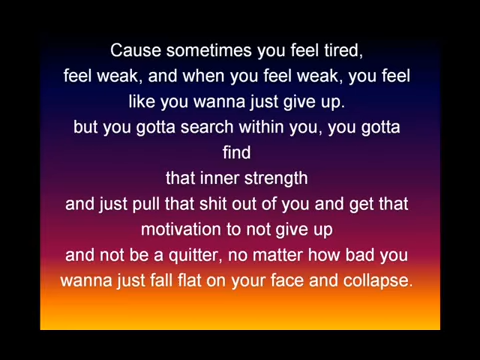 Cause sometimes you feel tired,
feel weak, and when you feel weak, you feel
like you wanna just give up.
but you gotta search within you, you gotta
find
that inner strength
and just pull that shit out of you and get that
motivation to not give up
and not be a quitter, no matter how bad you
wanna just fall flat on your face and collapse.